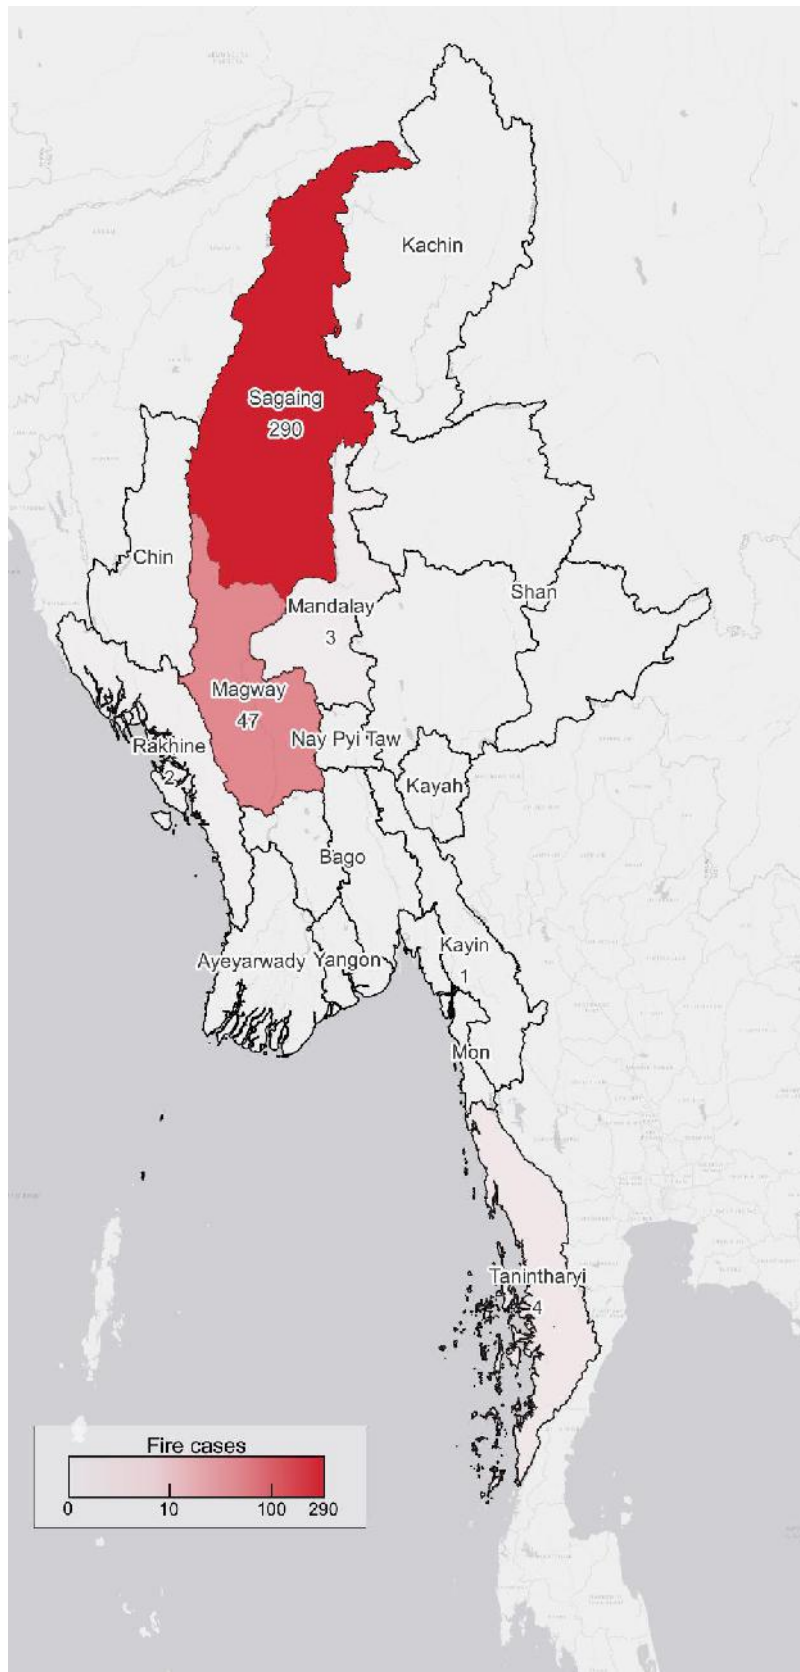 Kachin
Sagaing
290
Chin
Shan
Mandalay
3
Magway
47
Nay Pyi Taw
Rakhine
2
Kayah
Bago
Ayeyarwady
Yangon
Kayin
1
Mon
Tanintharyi
4
Fire cases
0 10 100 290